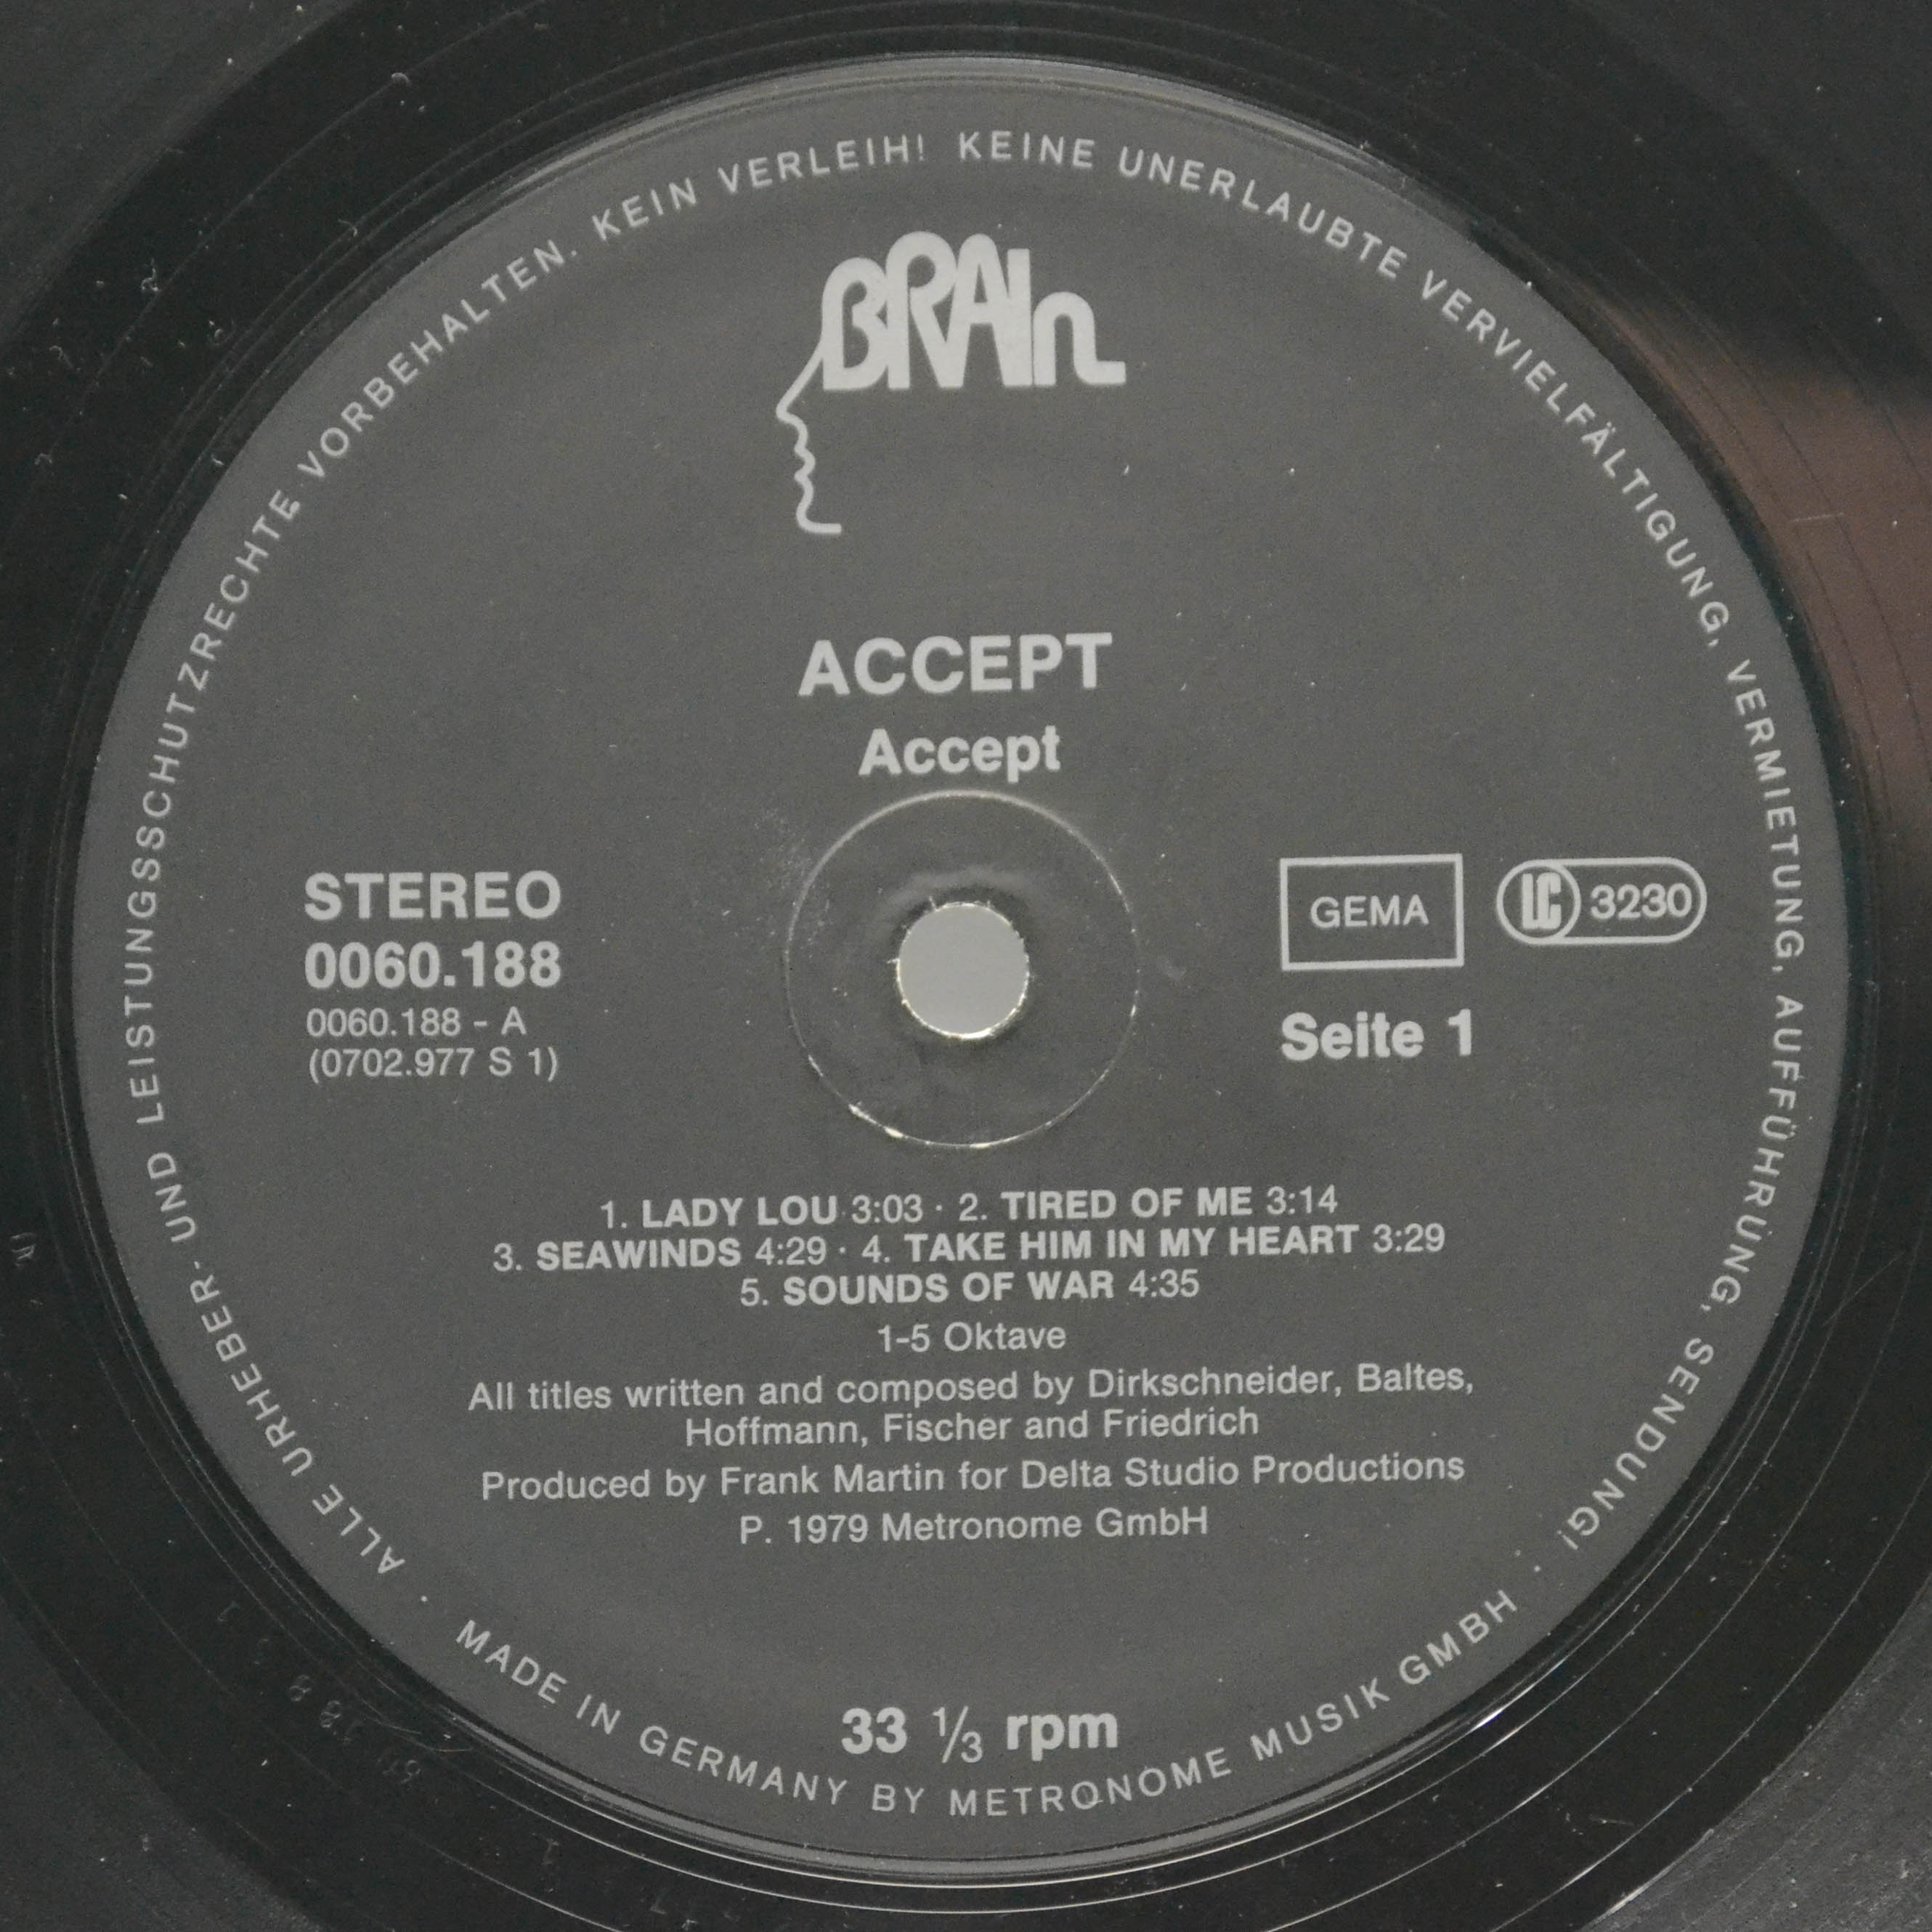 ALLE URHEBER- UND LEISTUNGSSCHUTZRECHTE VORBEHALTEN. KEIN VERLEIH! KEINE UNERLAUBTE VERVIELFÄLTIGUNG, VERMIETUNG, AUFFÜHRUNG, SENDUNG!
BRAIn
ACCEPT
Accept
STEREO
0060.188
0060.188 - A
(0702.977 S 1)
GEMA
LC 3230
Seite 1
1. LADY LOU 3:03 · 2. TIRED OF ME 3:14
3. SEAWINDS 4:29 · 4. TAKE HIM IN MY HEART 3:29
5. SOUNDS OF WAR 4:35
1-5 Oktave
All titles written and composed by Dirkschneider, Baltes,
Hoffmann, Fischer and Friedrich
Produced by Frank Martin for Delta Studio Productions
P. 1979 Metronome GmbH
33 1/3 rpm
· MADE IN GERMANY BY METRONOME MUSIK GMBH ·